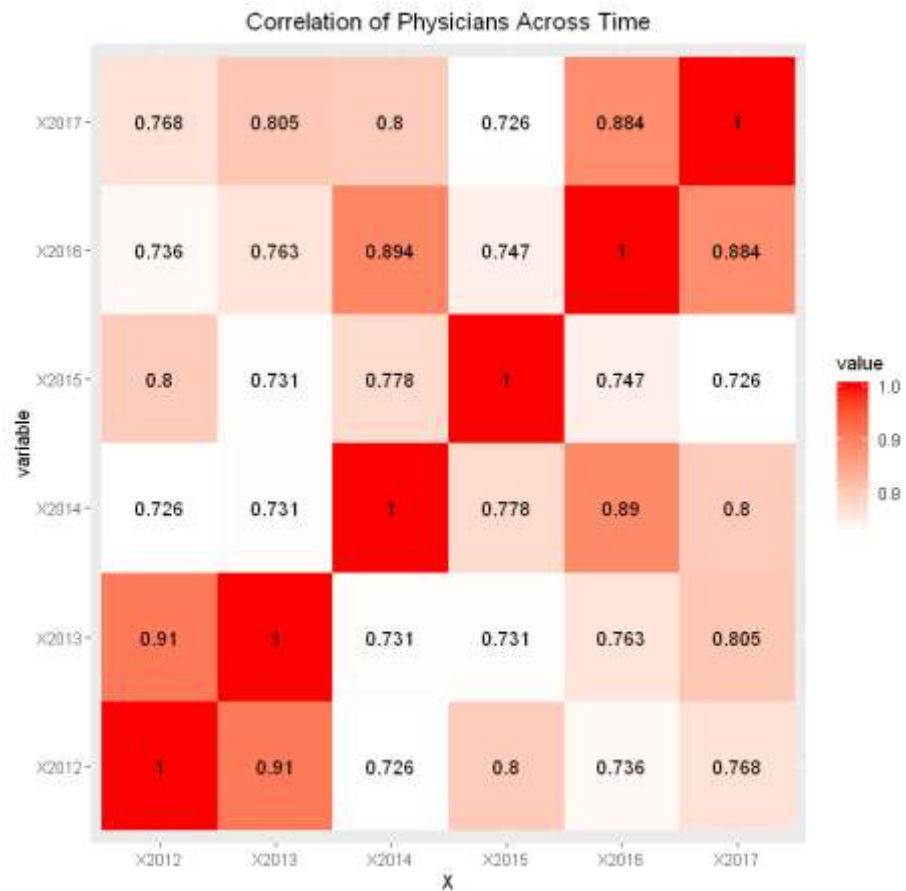 Correlation of Physicians Across Time
X2017 0.768 0.805 0.8 0.726 0.884 1
X2016 0.736 0.763 0.894 0.747 1 0.884
X2015 0.8 0.731 0.778 1 0.747 0.726
X2014 0.726 0.731 1 0.778 0.89 0.8
X2013 0.91 1 0.731 0.731 0.763 0.805
X2012 1 0.91 0.726 0.8 0.736 0.768
X2012 X2013 X2014 X2015 X2016 X2017
X
variable
value
1.0
0.9
0.8